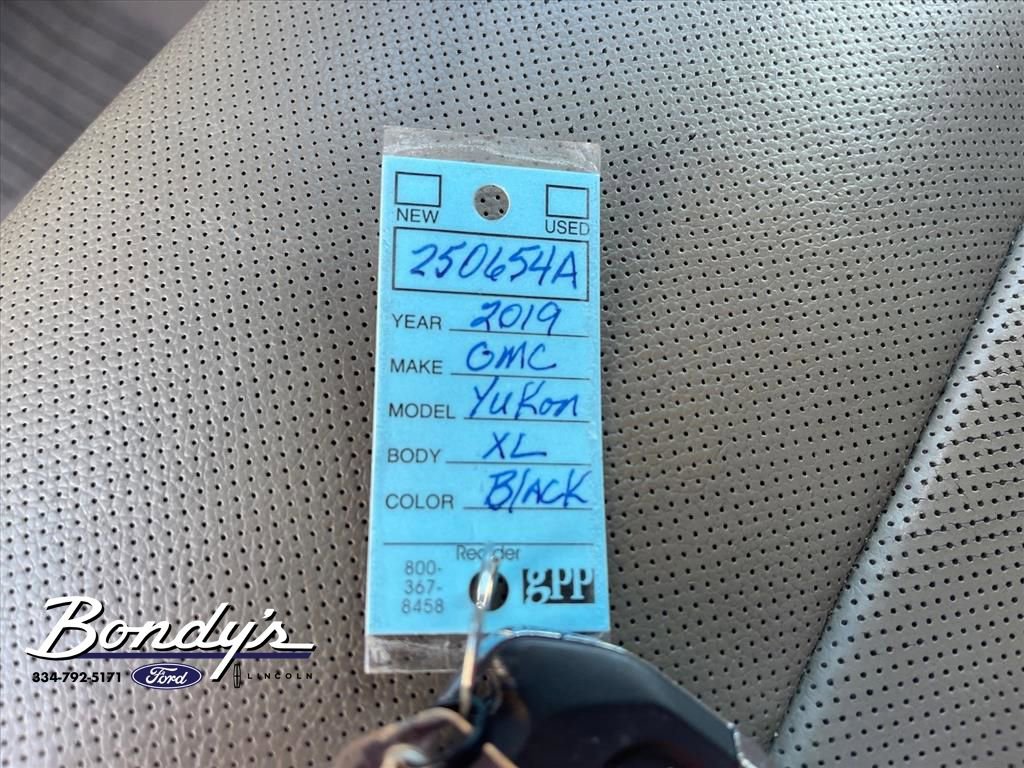 NEW
USED
250654A
YEAR 2019
MAKE GMC
MODEL Yukon
BODY XL
COLOR Black
Reorder
800-
367-
8458
gPP
Bondy's
834-792-5171 Ford LINCOLN